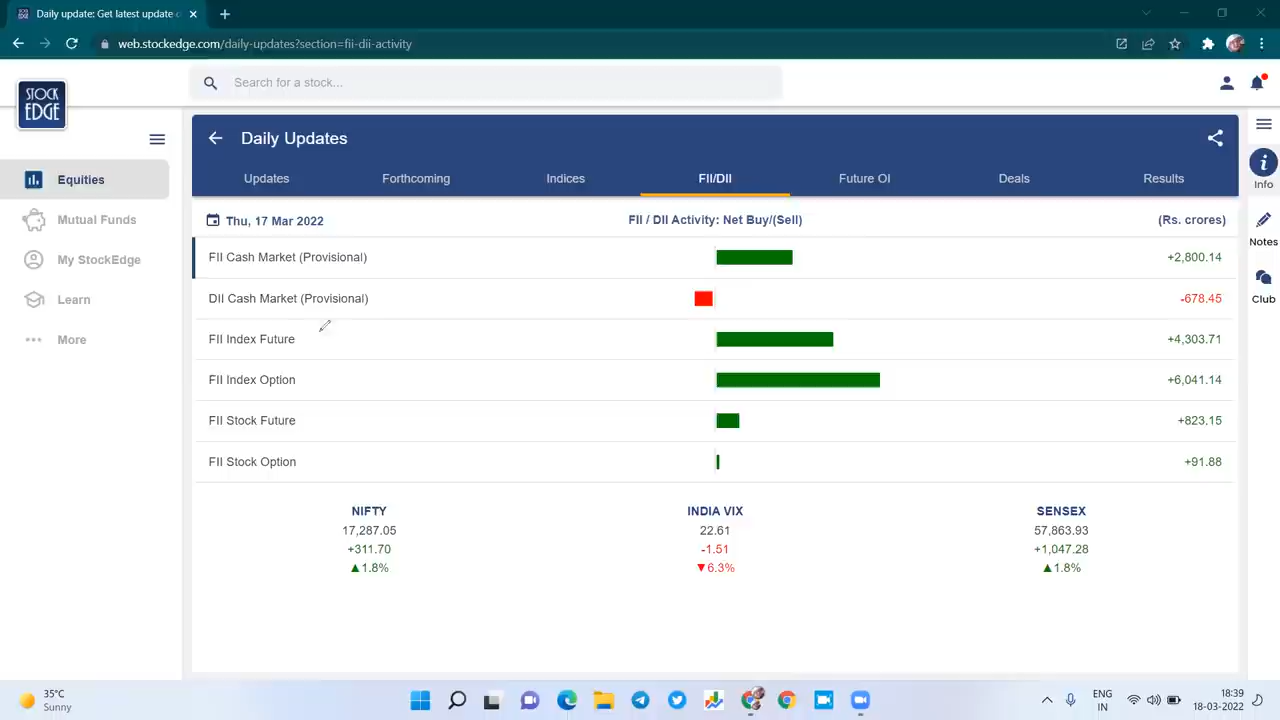 Daily update: Get latest update o
web.stockedge.com/daily-updates?section=fii-dii-activity
STOCK EDGE
Search for a stock...
Daily Updates
Updates Forthcoming Indices FII/DII Future OI Deals Results
Equities
Mutual Funds
My StockEdge
Learn
More
Thu, 17 Mar 2022 FII / DII Activity: Net Buy/(Sell) (Rs. crores)
FII Cash Market (Provisional) +2,800.14
DII Cash Market (Provisional) -678.45
FII Index Future +4,303.71
FII Index Option +6,041.14
FII Stock Future +823.15
FII Stock Option +91.88
NIFTY INDIA VIX SENSEX
17,287.05 22.61 57,863.93
+311.70 -1.51 +1,047.28
▲1.8% ▼6.3% ▲1.8%
Info
Notes
Club
35°C
Sunny
ENG
IN
18:39
18-03-2022